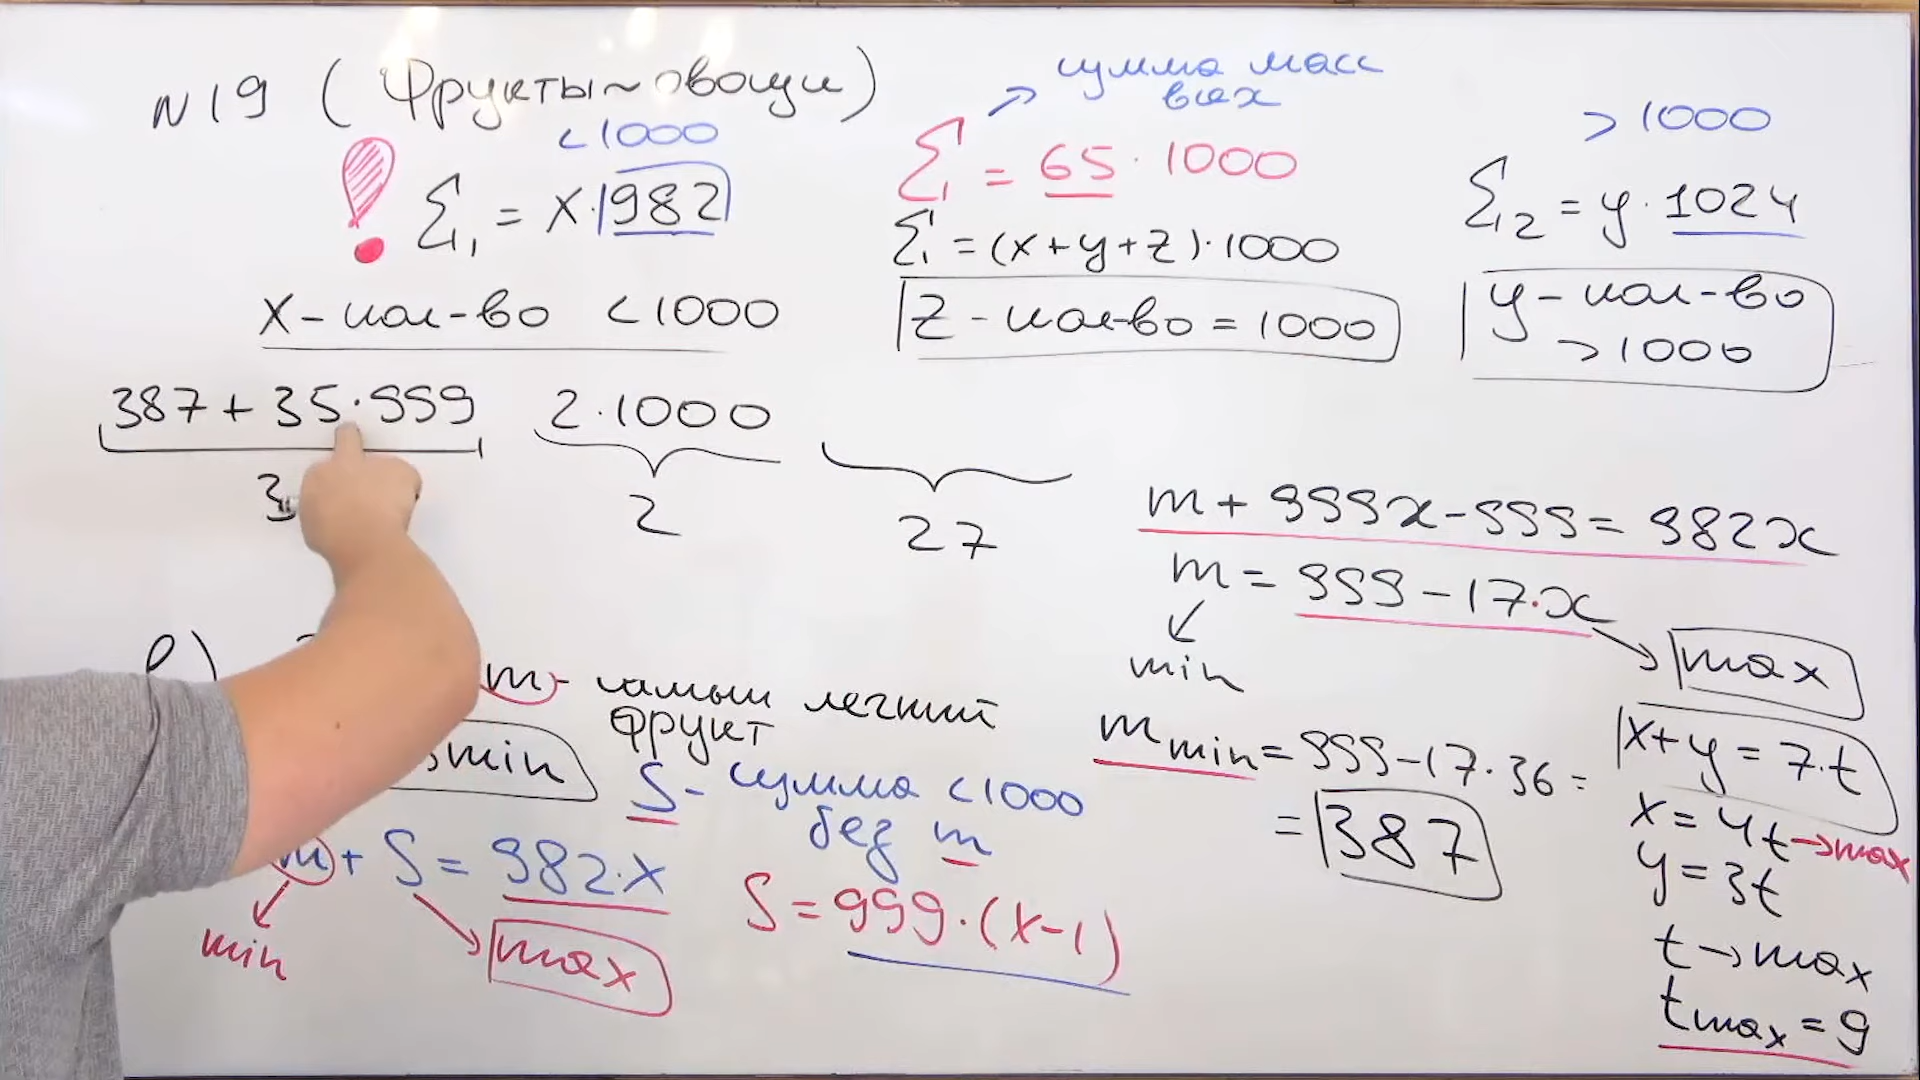 №19 (Фрукты~овощи)
<1000
Σ₁ = x·982
x - кол-во <1000
сумма масс
всех
Σ = 65·1000
Σ = (x+y+z)·1000
z - кол-во = 1000
>1000
Σ₂ = y·1024
y - кол-во
>1000
387 + 35·999
3
2·1000
2
27
m + 999x - 999 = 982x
m = 999 - 17·x
min
max
m min = 999 - 17·36 =
= 387
x + y = 7·t
x = 4t → max
y = 3t
t → max
t max = 9
в)
m - самый легкий
фрукт
min
S - сумма <1000
без m
m + S = 982·x
min
max
S = 999·(x-1)